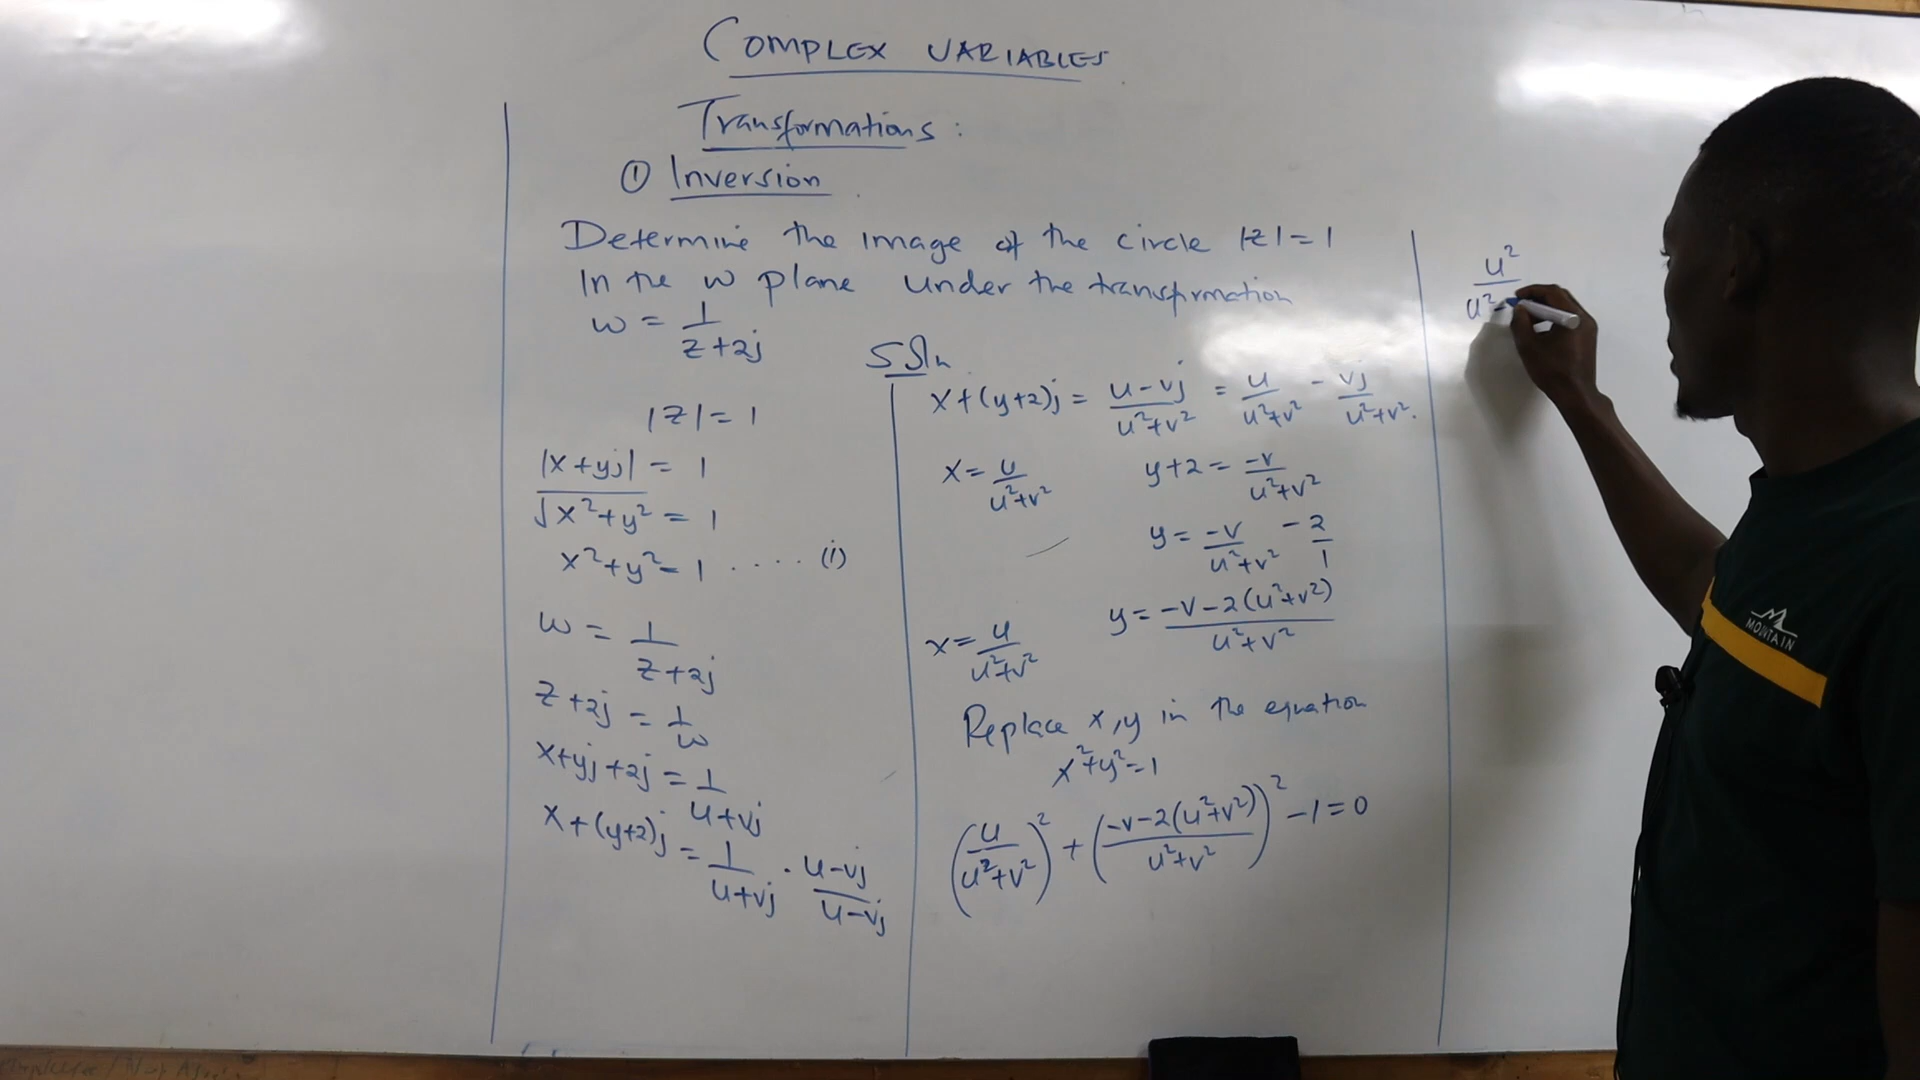 COMPLEX VARIABLES
Transformations:
① Inversion
Determine the image of the circle |z| = 1
In the w plane under the transformation
w = 1/(z+2j)
Soln
|z| = 1
|x+yj| = 1
√(x²+y²) = 1
x²+y² = 1 .... (i)
w = 1/(z+2j)
z+2j = 1/w
x+yj+2j = 1/(u+vj)
x+(y+2)j = 1/(u+vj) · (u-vj)/(u-vj)
x+(y+2)j = (u-vj)/(u²+v²) = u/(u²+v²) - vj/(u²+v²).
x = u/(u²+v²) y+2 = -v/(u²+v²)
y = -v/(u²+v²) - 2/1
x = u/(u²+v²) y = (-v-2(u²+v²))/(u²+v²)
Replace x,y in the equation
x²+y²=1
(u/(u²+v²))² + ((-v-2(u²+v²))/(u²+v²))² - 1 = 0
u²/u²
MOUNTAIN